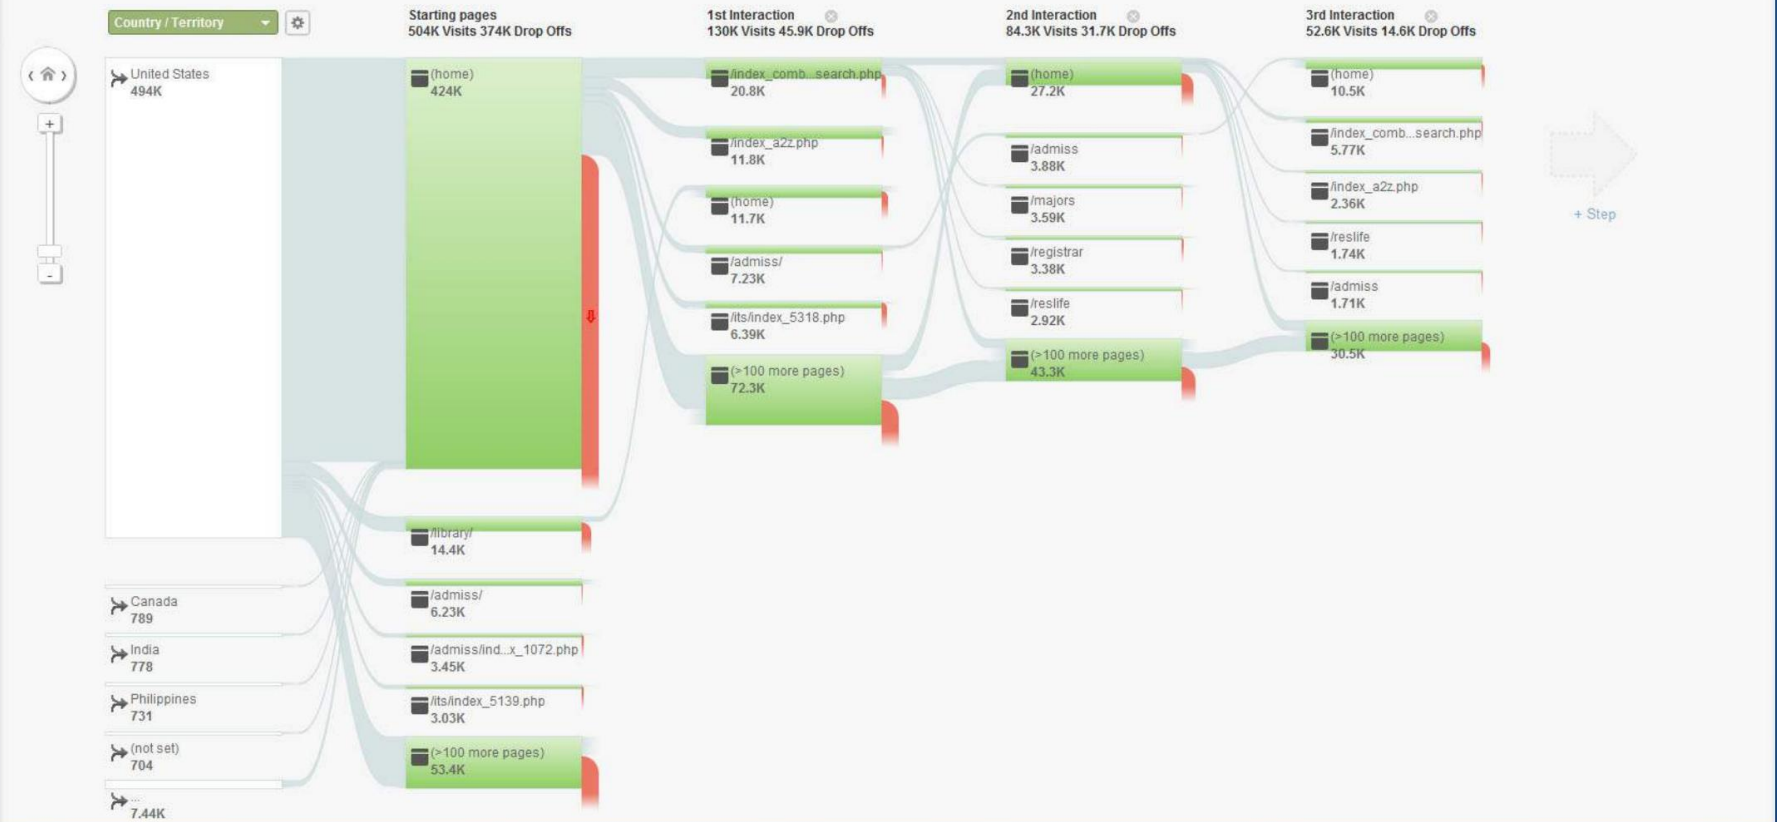 Country / Territory
United States
494K
Canada
789
India
778
Philippines
731
(not set)
704
...
7.44K
+
-
Starting pages
504K Visits 374K Drop Offs
(home)
424K
/library/
14.4K
/admiss/
6.23K
/admiss/ind...x_1072.php
3.45K
/its/index_5139.php
3.03K
(>100 more pages)
53.4K
1st Interaction
130K Visits 45.9K Drop Offs
/index_comb...search.php
20.8K
/index_a2z.php
11.8K
(home)
11.7K
/admiss/
7.23K
/its/index_5318.php
6.39K
(>100 more pages)
72.3K
2nd Interaction
84.3K Visits 31.7K Drop Offs
(home)
27.2K
/admiss
3.88K
/majors
3.59K
/registrar
3.38K
/reslife
2.92K
(>100 more pages)
43.3K
3rd Interaction
52.6K Visits 14.6K Drop Offs
(home)
10.5K
/index_comb...search.php
5.77K
/index_a2z.php
2.36K
/reslife
1.74K
/admiss
1.71K
(>100 more pages)
30.5K
+ Step